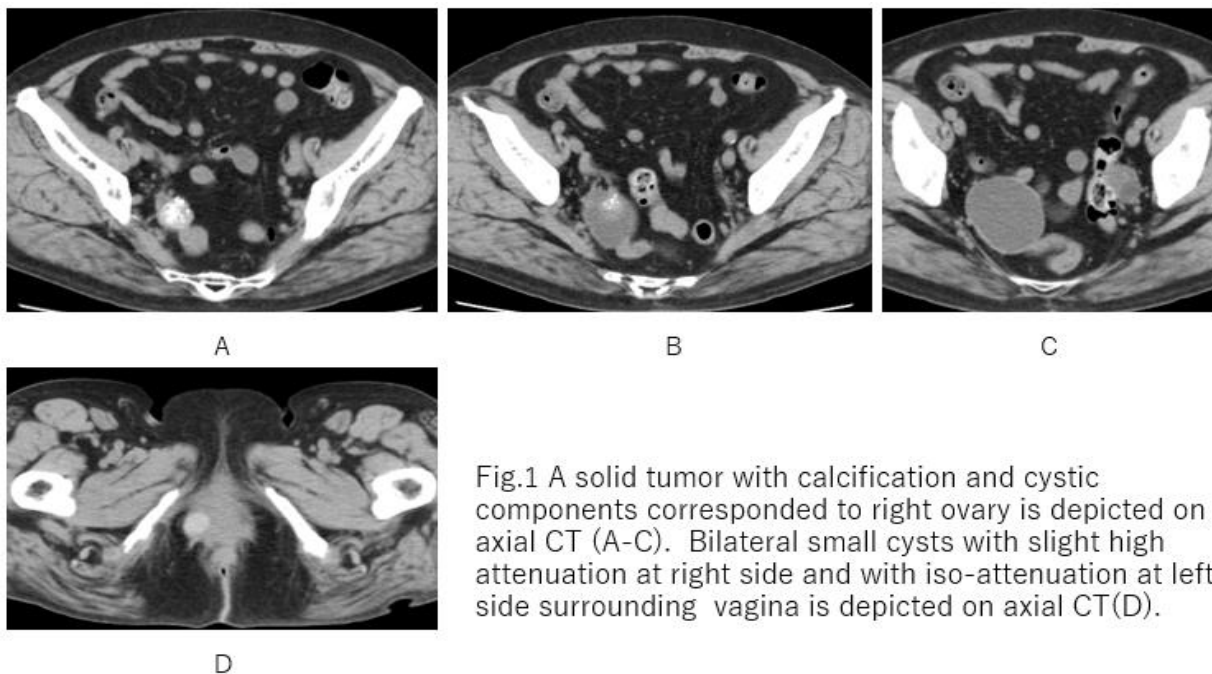 A
B
C
Fig.1 A solid tumor with calcification and cystic
components corresponded to right ovary is depicted on
axial CT (A-C).  Bilateral small cysts with slight high
attenuation at right side and with iso-attenuation at left
side surrounding  vagina is depicted on axial CT(D).
D